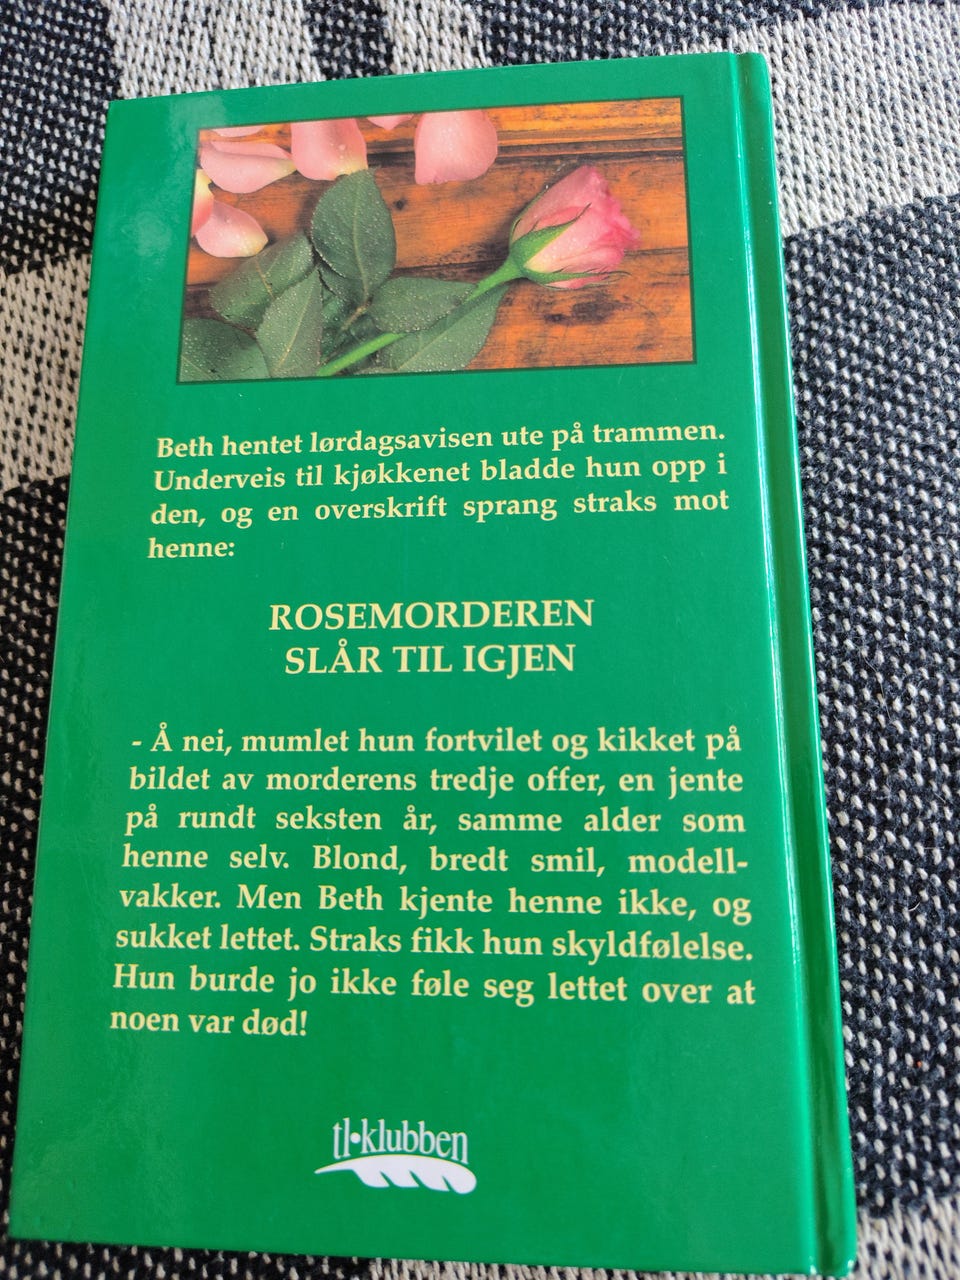 Beth hentet lørdagsavisen ute på trammen.
Underveis til kjøkkenet bladde hun opp i
den, og en overskrift sprang straks mot
henne:
ROSEMORDEREN
SLÅR TIL IGJEN
- Å nei, mumlet hun fortvilet og kikket på
bildet av morderens tredje offer, en jente
på rundt seksten år, samme alder som
henne selv. Blond, bredt smil, modell-
vakker. Men Beth kjente henne ikke, og
sukket lettet. Straks fikk hun skyldfølelse.
Hun burde jo ikke føle seg lettet over at
noen var død!
tl•klubben